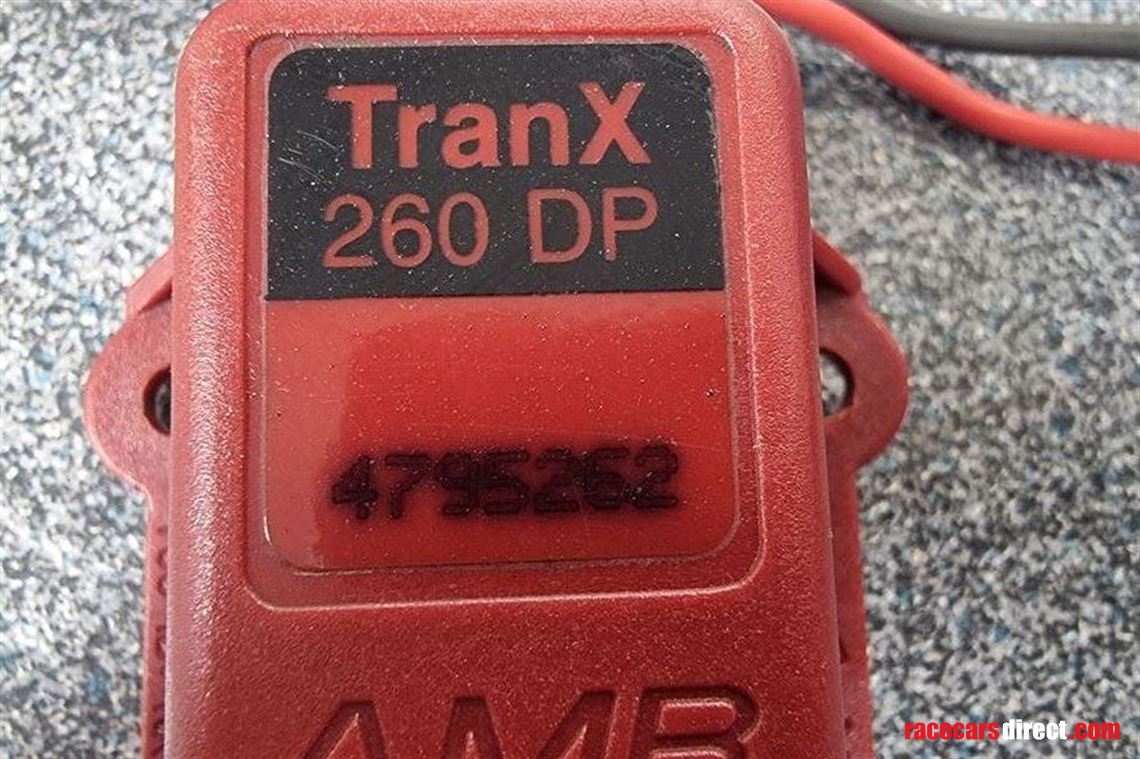 TranX
260 DP
4795262
AMB
racecarsdirect.com